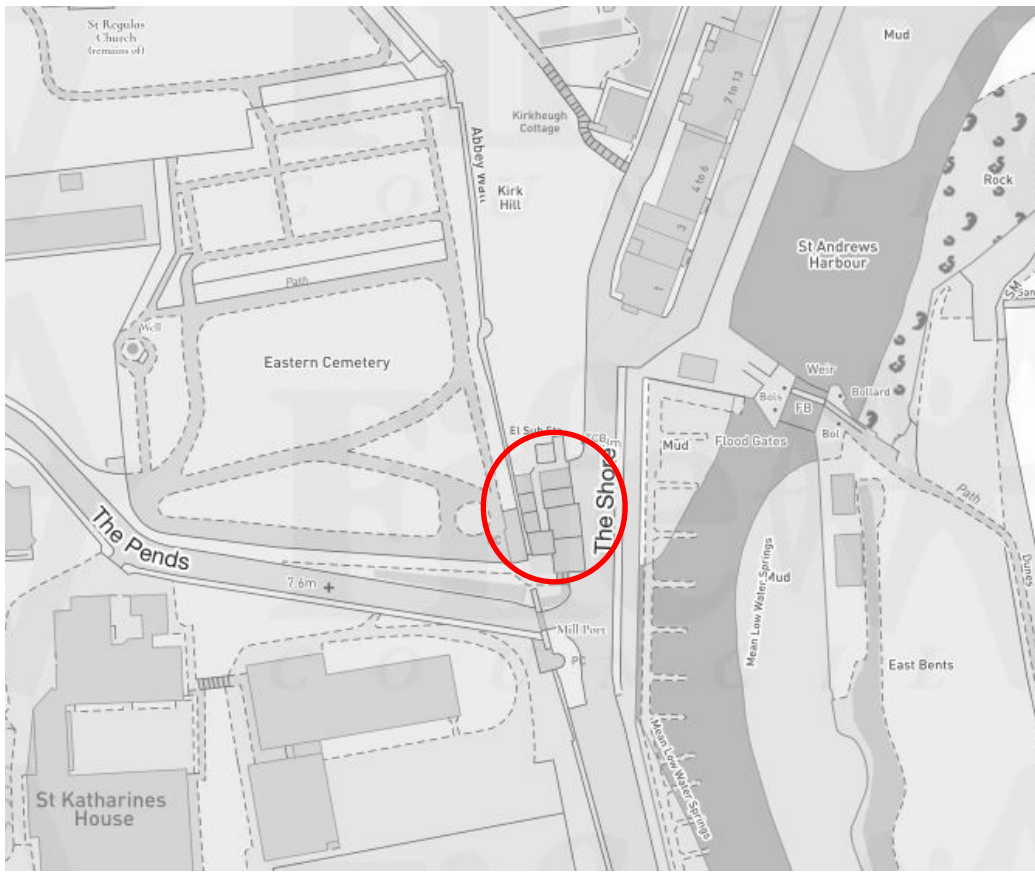 St Regulus
Church
(remains of)
Mud
Kirkheugh
Cottage
7 to 13
Abbey Wall
Kirk
Hill
4 to 6
Rock
3
St Andrews
Harbour
SM
Path
1
Well
Eastern Cemetery
Weir
Bollard
Bols
FB
El Sub Sta
TCB
Mud
Flood Gates
Bol
The Shore
Path
The Pends
Mean Low Water Springs
Mud
Dunes
7.6m
Mill Port
PC
East Bents
Mean Low Water Springs
St Katharines
House